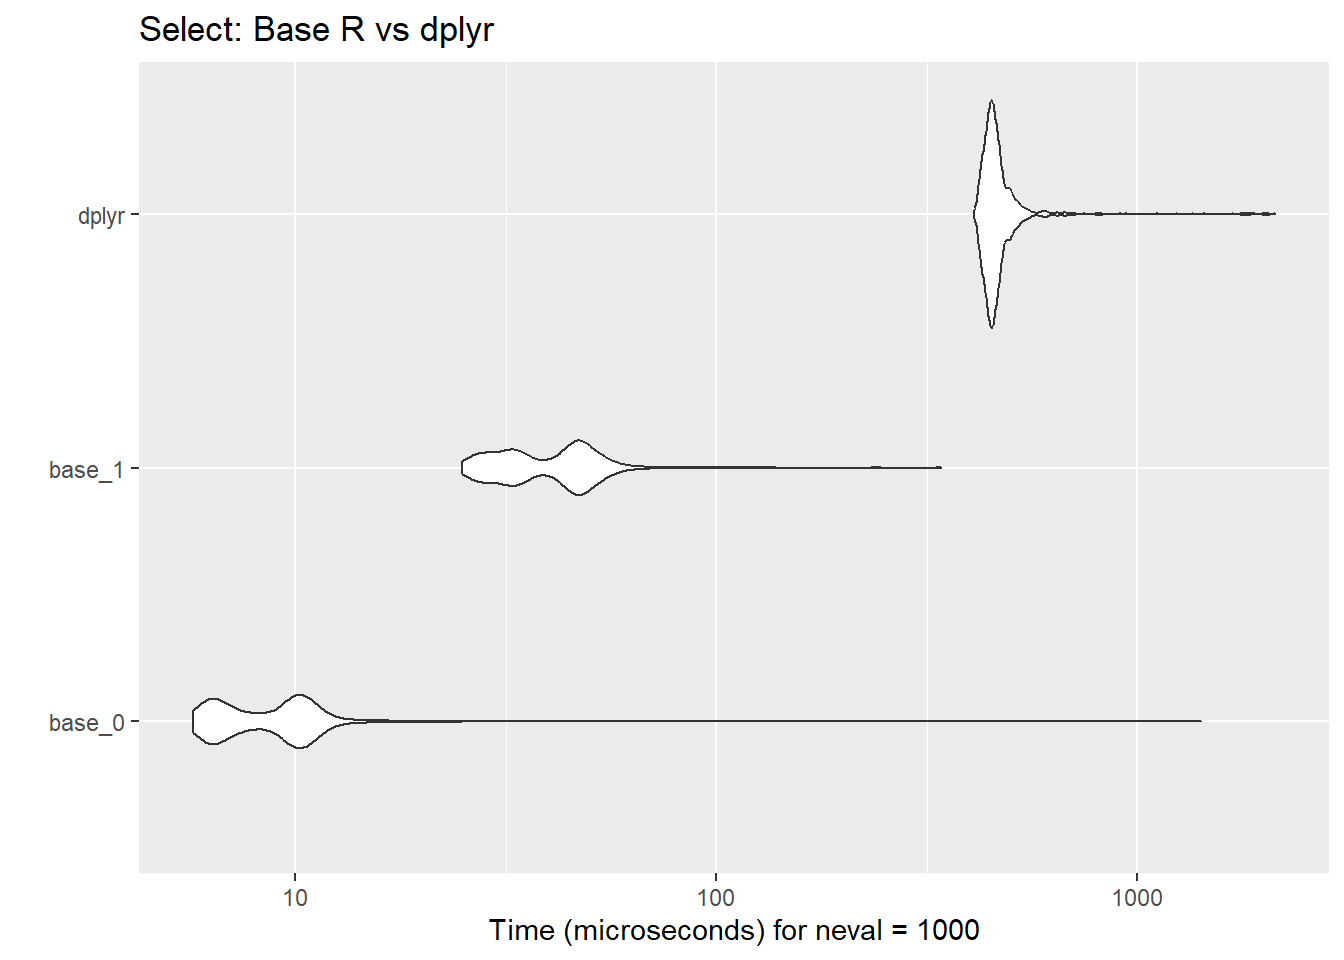 Select: Base R vs dplyr
dplyr
base_1
base_0
10
100
1000
Time (microseconds) for neval = 1000